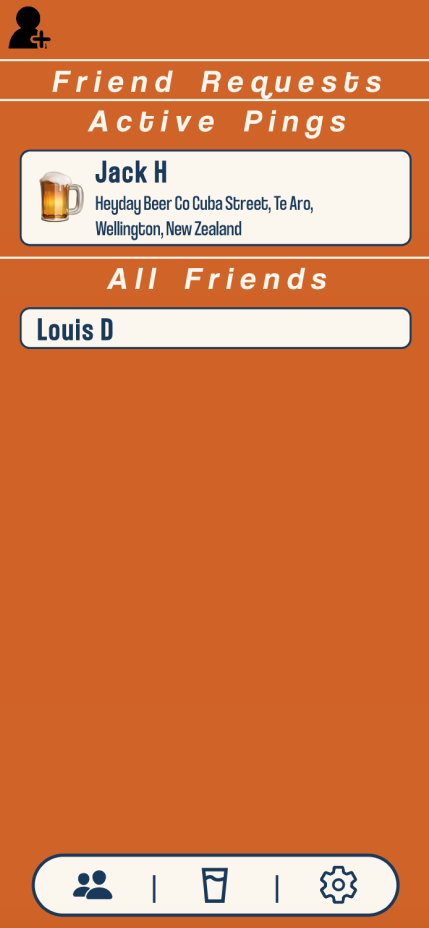 Friend Requests
Active Pings
Jack H
Heyday Beer Co Cuba Street, Te Aro,
Wellington, New Zealand
All Friends
Louis D